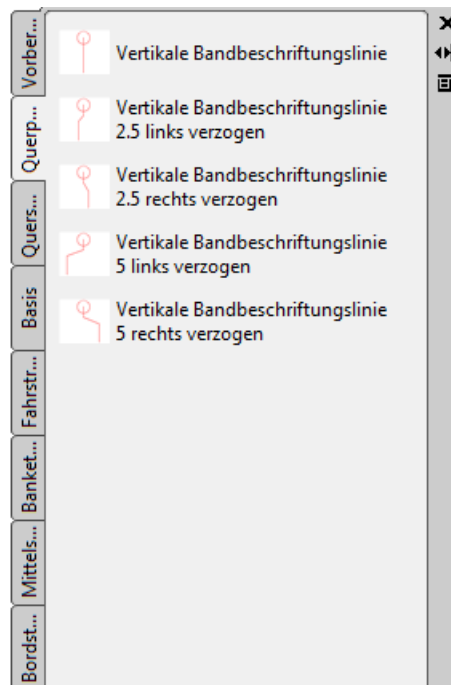 Vorber...
Querp...
Quers...
Basis
Fahrstr...
Banket...
Mittels...
Bordst...
Vertikale Bandbeschriftungslinie
Vertikale Bandbeschriftungslinie
2.5 links verzogen
Vertikale Bandbeschriftungslinie
2.5 rechts verzogen
Vertikale Bandbeschriftungslinie
5 links verzogen
Vertikale Bandbeschriftungslinie
5 rechts verzogen